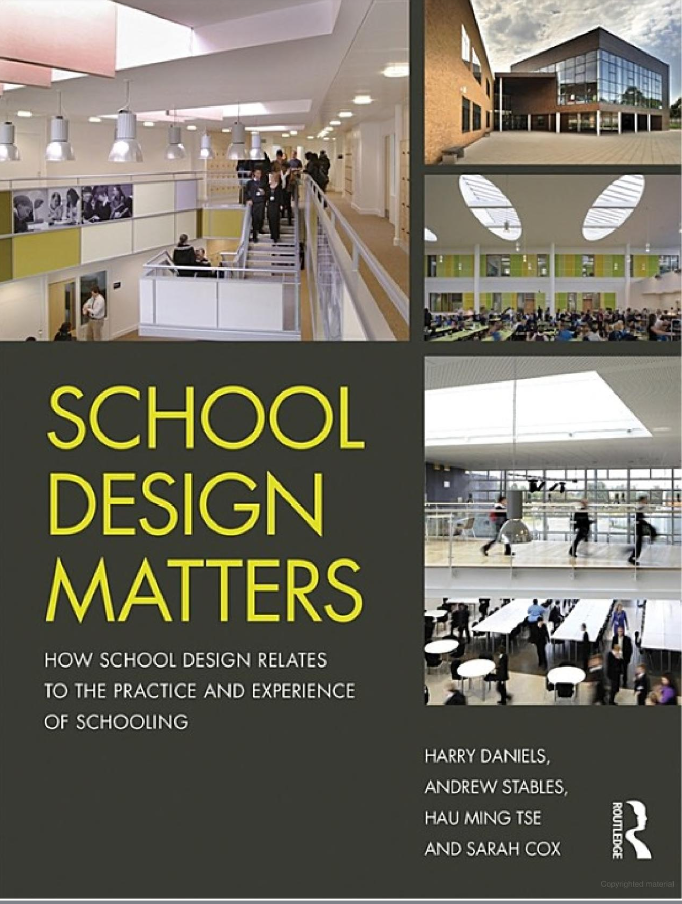 SCHOOL
DESIGN
MATTERS
HOW SCHOOL DESIGN RELATES
TO THE PRACTICE AND EXPERIENCE
OF SCHOOLING
HARRY DANIELS,
ANDREW STABLES,
HAU MING TSE
AND SARAH COX
ROUTLEDGE
Copyrighted material